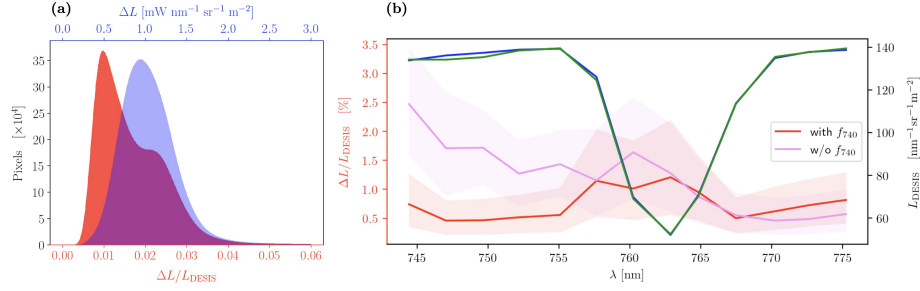 (a)
ΔL [mW nm⁻¹ sr⁻¹ m⁻²]
0.0 0.5 1.0 1.5 2.0 2.5 3.0
Pixels [×10⁴]
35
30
25
20
15
10
5
0
0.00 0.01 0.02 0.03 0.04 0.05 0.06
ΔL/L_DESIS
(b)
ΔL/L_DESIS [%]
3.5
3.0
2.5
2.0
1.5
1.0
0.5
745 750 755 760 765 770 775
λ [nm]
with f₇₄₀
w/o f₇₄₀
140
120
100
80
60
L_DESIS [nm⁻¹ sr⁻¹ m⁻²]